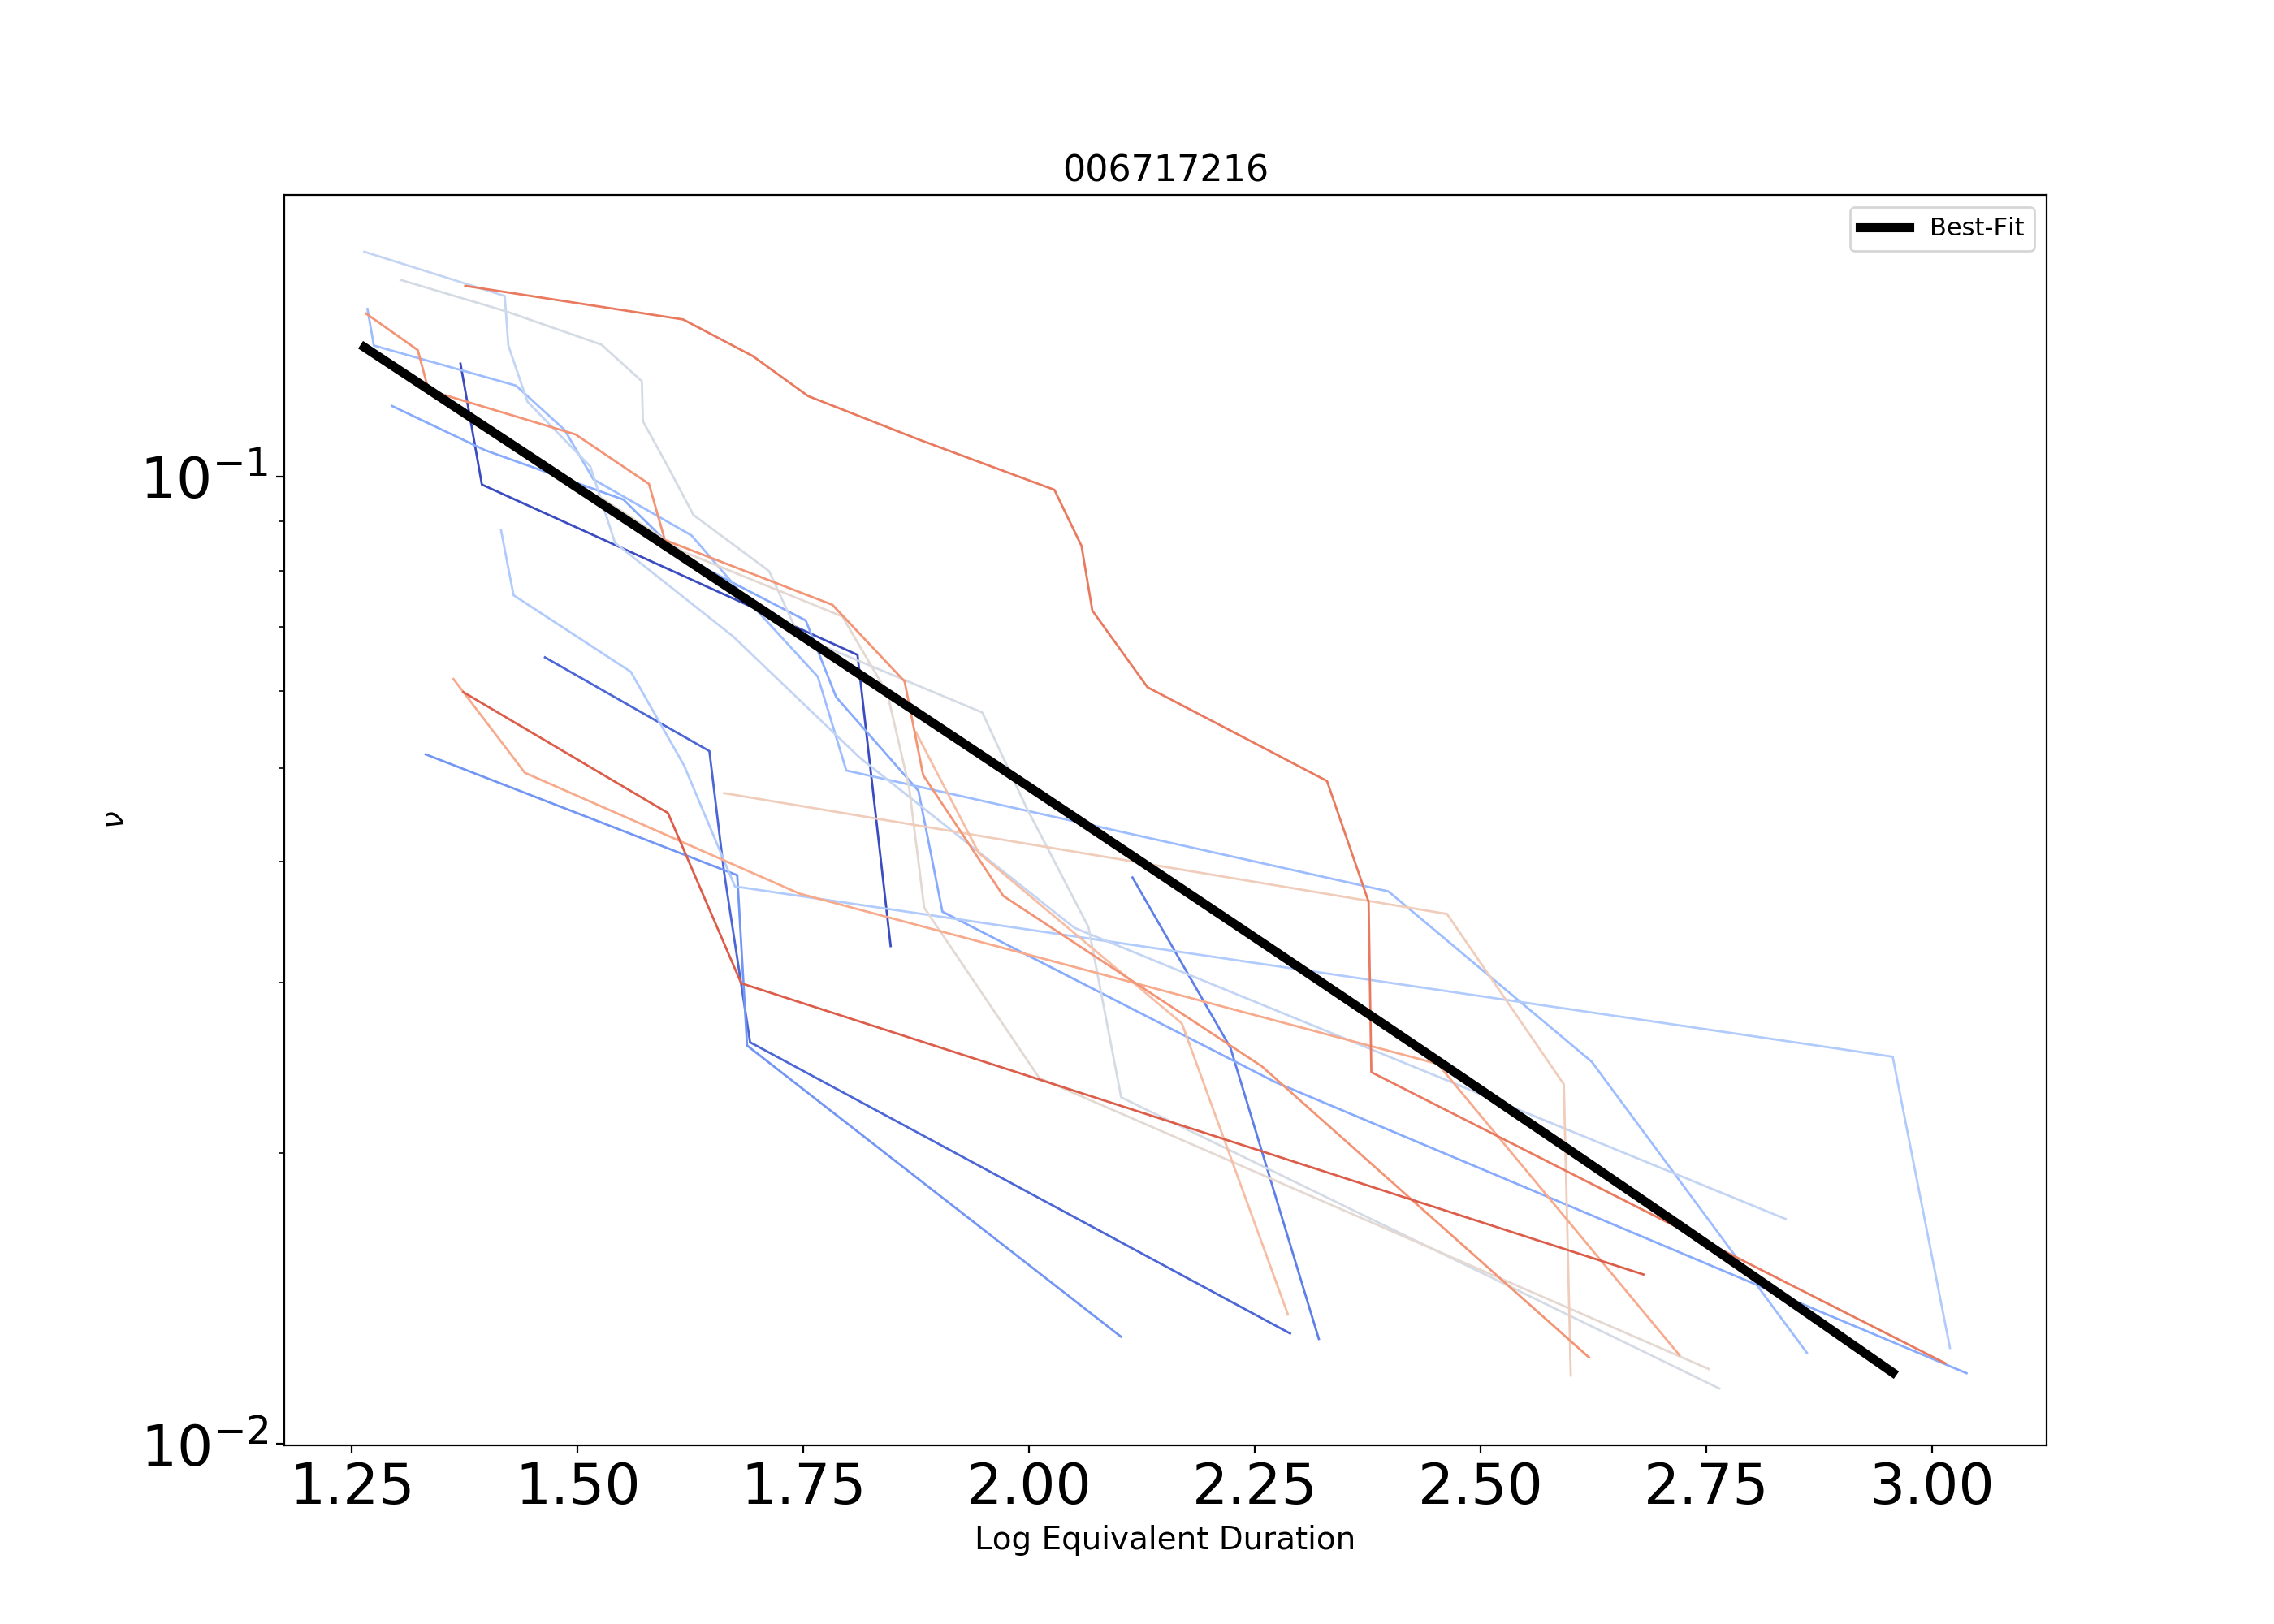 006717216
Best-Fit
10⁻¹
ν
10⁻²
1.25 1.50 1.75 2.00 2.25 2.50 2.75 3.00
Log Equivalent Duration